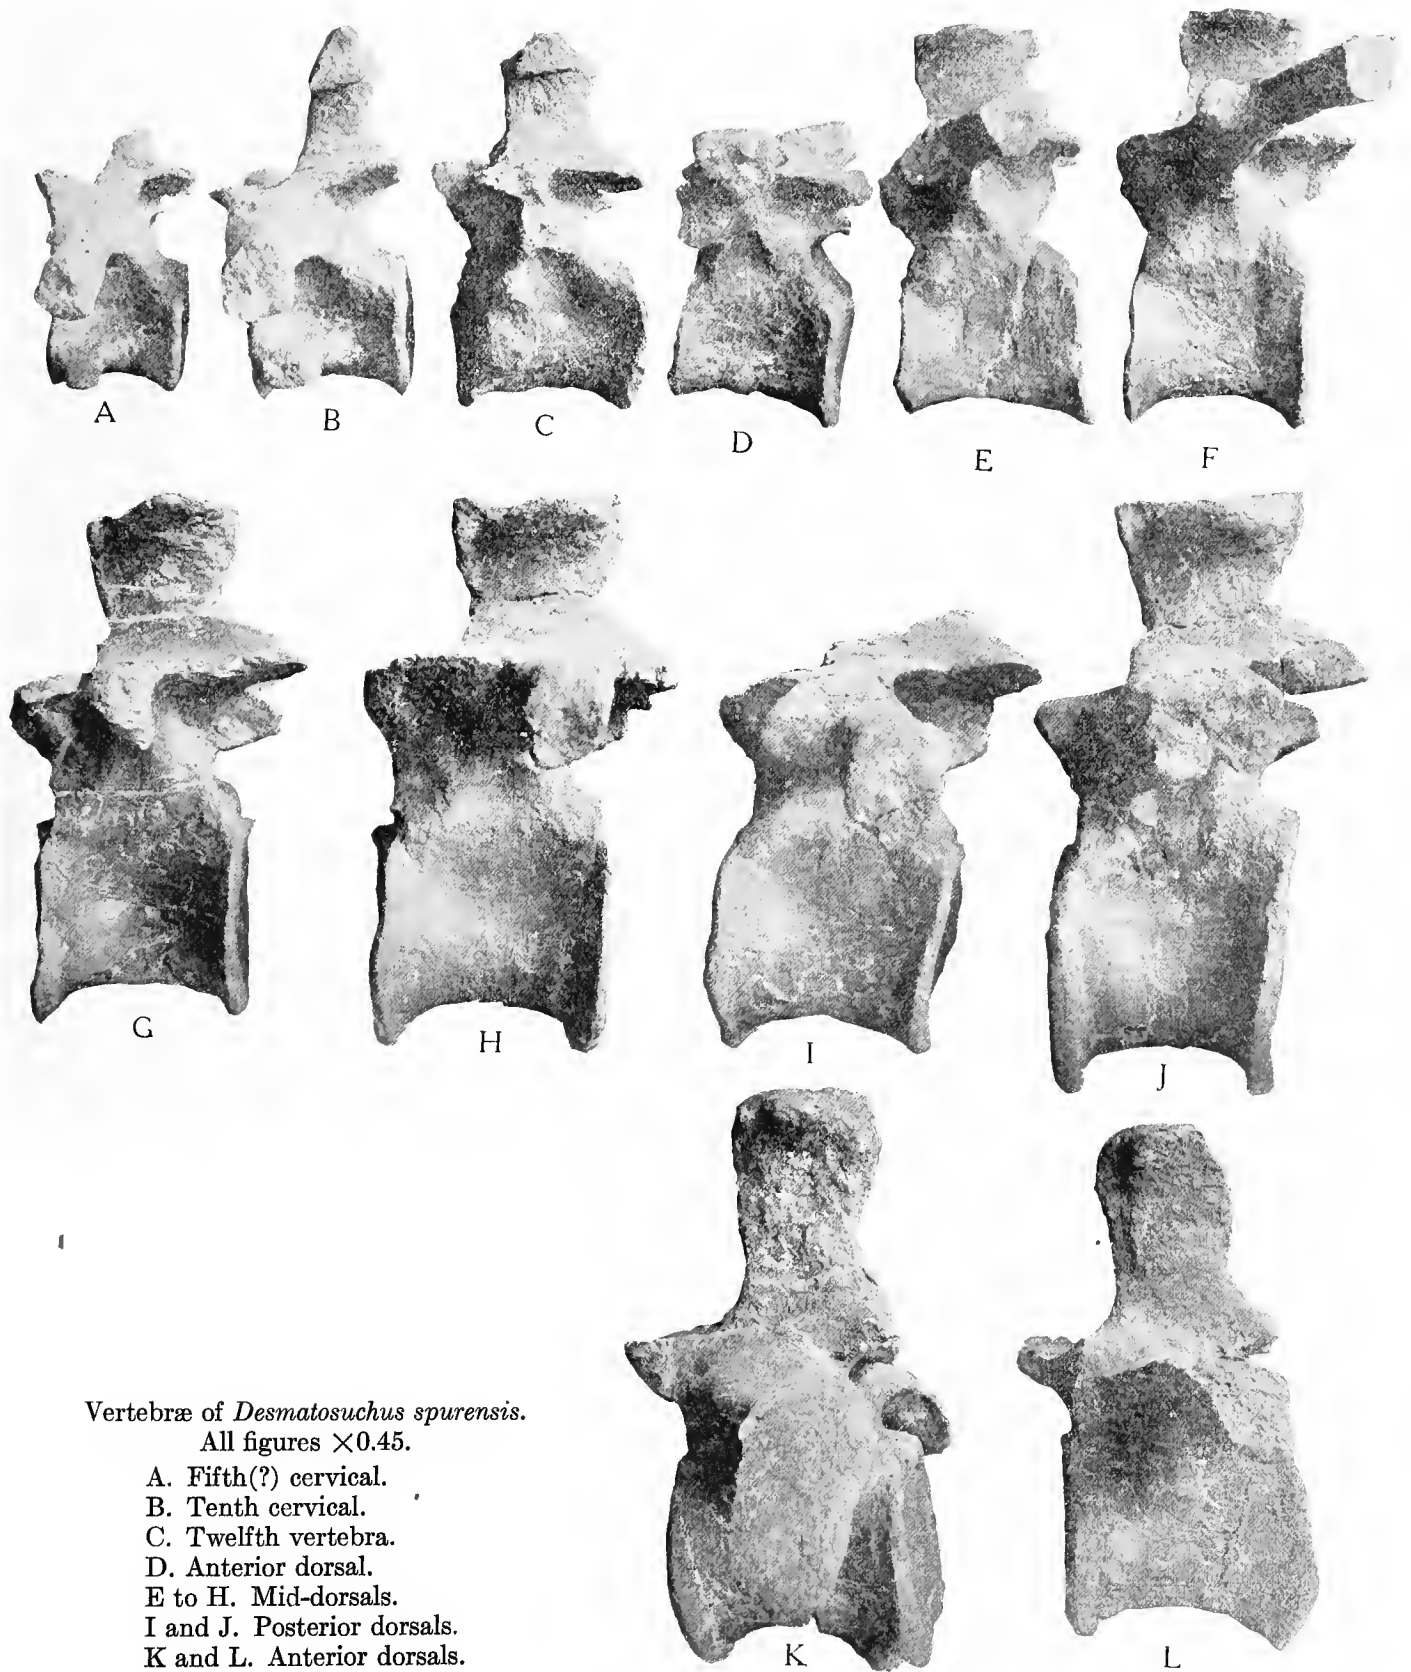 A
B
C
D
E
F
G
H
I
J
Vertebræ of Desmatosuchus spurensis.
All figures ×0.45.
A. Fifth(?) cervical.
B. Tenth cervical.
C. Twelfth vertebra.
D. Anterior dorsal.
E to H. Mid-dorsals.
I and J. Posterior dorsals.
K and L. Anterior dorsals.
K
L